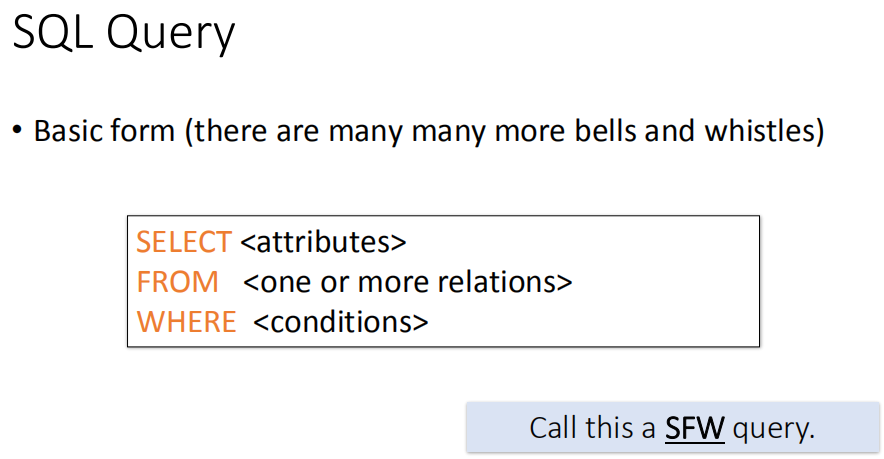 SQL Query
• Basic form (there are many many more bells and whistles)
SELECT <attributes>
FROM <one or more relations>
WHERE <conditions>
Call this a SFW query.